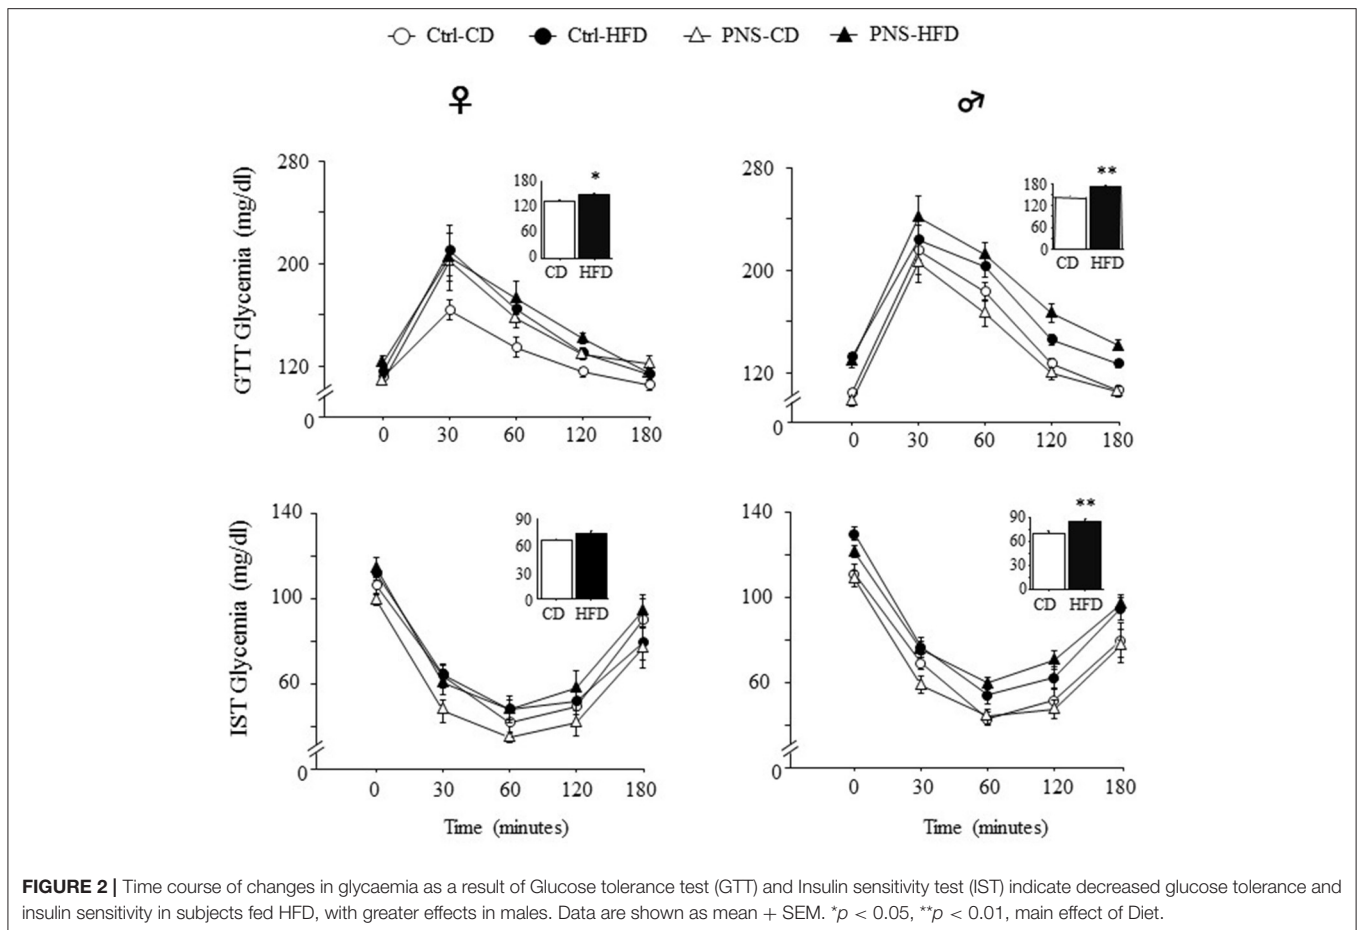 Ctrl-CD Ctrl-HFD PNS-CD PNS-HFD
♀ ♂
GTT Glycemia (mg/dl)
280
200
120
0
0 30 60 120 180
*
180
120
60
0
CD HFD
280
200
120
0
0 30 60 120 180
**
180
120
60
0
CD HFD
IST Glycemia (mg/dl)
140
100
60
0
0 30 60 120 180
Time (minutes)
90
60
30
0
CD HFD
140
100
60
0
0 30 60 120 180
Time (minutes)
**
90
60
30
0
CD HFD
FIGURE 2 | Time course of changes in glycaemia as a result of Glucose tolerance test (GTT) and Insulin sensitivity test (IST) indicate decreased glucose tolerance and
insulin sensitivity in subjects fed HFD, with greater effects in males. Data are shown as mean + SEM. *p < 0.05, **p < 0.01, main effect of Diet.